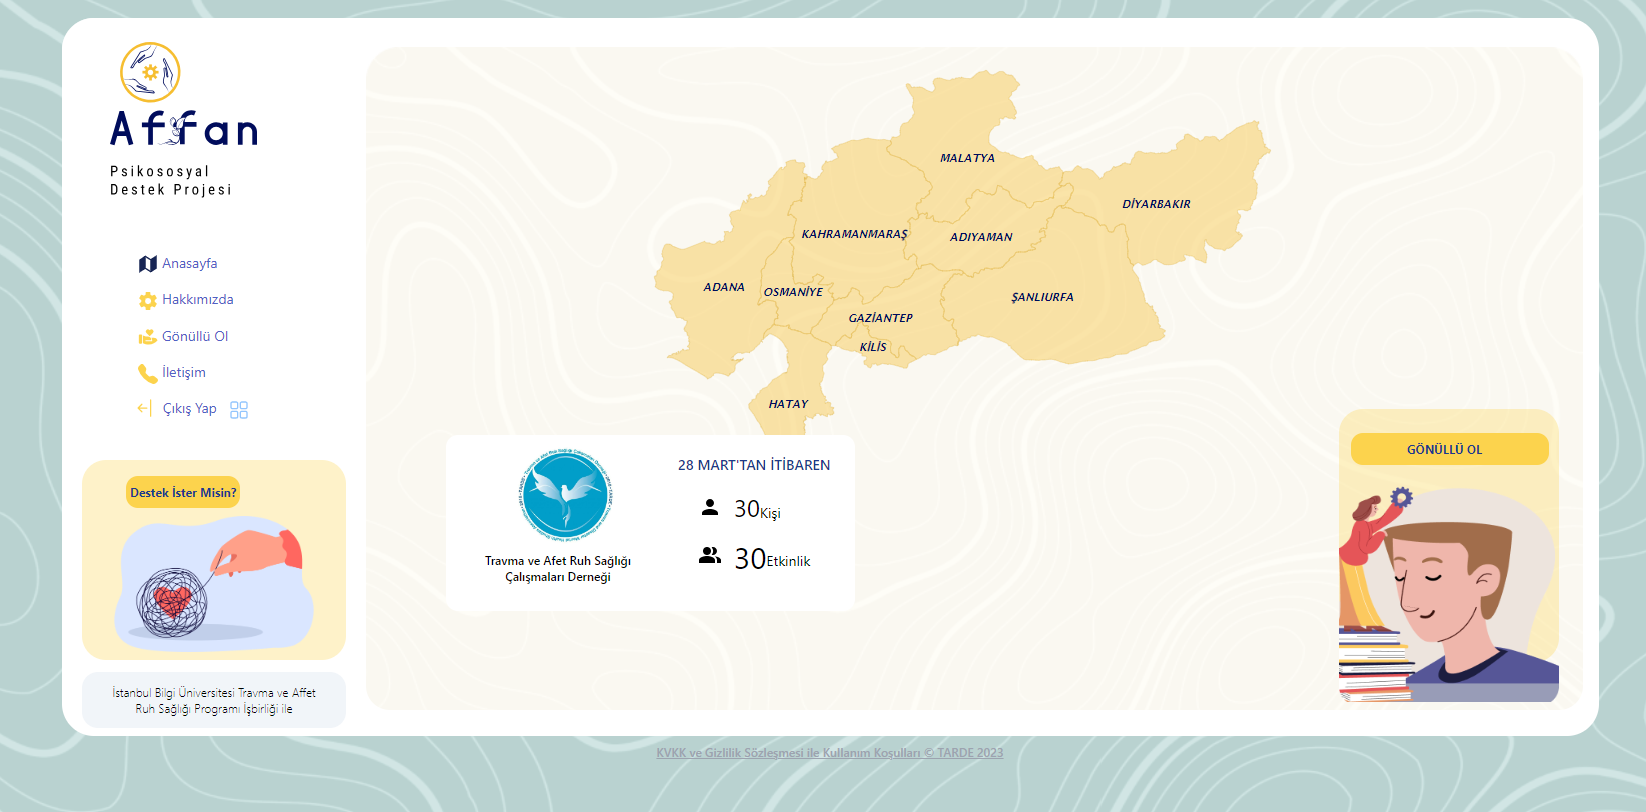 Affan
Psikososyal
Destek Projesi
Anasayfa
Hakkımızda
Gönüllü Ol
İletişim
Çıkış Yap
Destek İster Misin?
İstanbul Bilgi Üniversitesi Travma ve Affet
Ruh Sağlığı Programı İşbirliği ile
MALATYA
DİYARBAKIR
KAHRAMANMARAŞ
ADIYAMAN
ADANA
OSMANİYE
ŞANLIURFA
GAZİANTEP
KİLİS
HATAY
Travma ve Afet Ruh Sağlığı
Çalışmaları Derneği
28 MART'TAN İTİBAREN
30Kişi
30Etkinlik
GÖNÜLLÜ OL
KVKK ve Gizlilik Sözleşmesi ile Kullanım Koşulları © TARDE 2023